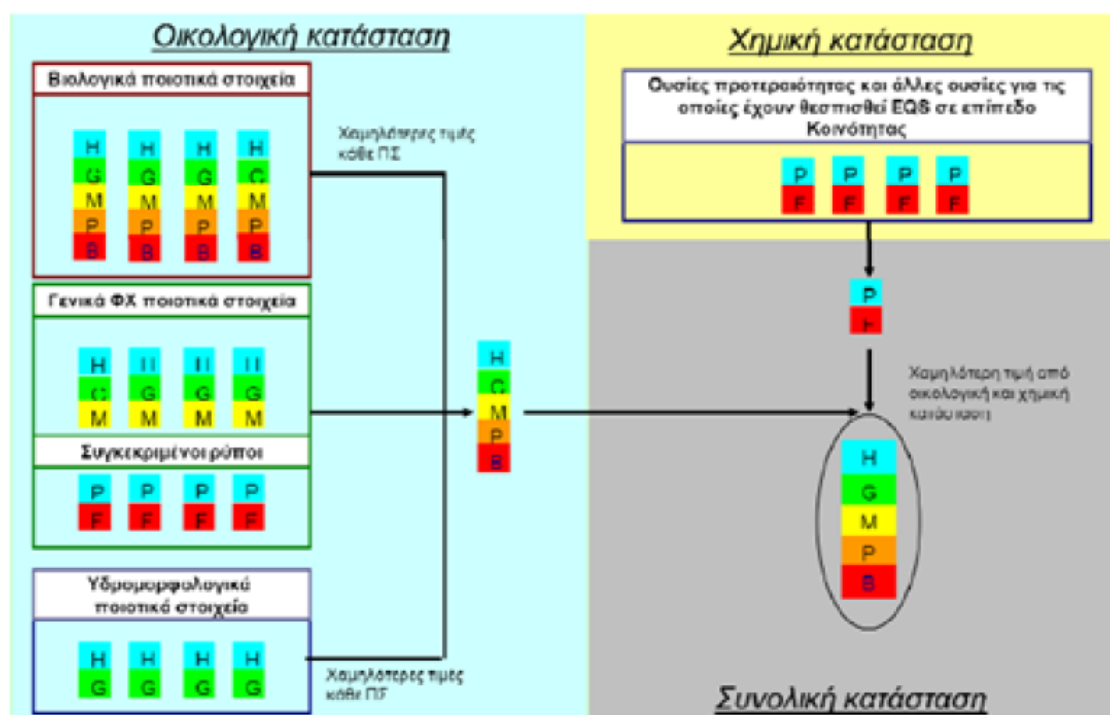 Οικολογική κατάσταση
Βιολογικά ποιοτικά στοιχεία
H H H H
G G G C
M M M M
P P P P
B B B B
Χαμηλότερες τιμές
κάθε ΠΣ
Γενικά ΦΧ ποιοτικά στοιχεία
H H H H
C G G G
M M M M
Συγκεκριμένοι ρύποι
P P P P
F F F F
Υδρομορφολογικά
ποιοτικά στοιχεία
H H H H
G G G G
Χαμηλότερες τιμές
κάθε ΠΣ
H
C
M
P
B
Χημική κατάσταση
Ουσίες προτεραιότητας και άλλες ουσίες για τις
οποίες έχουν θεσπισθεί EQS σε επίπεδο
Κοινότητας
P P P P
F F F F
P
F
Χαμηλότερη τιμή από
οικολογική και χημική
κατάσταση
H
G
M
P
B
Συνολική κατάσταση